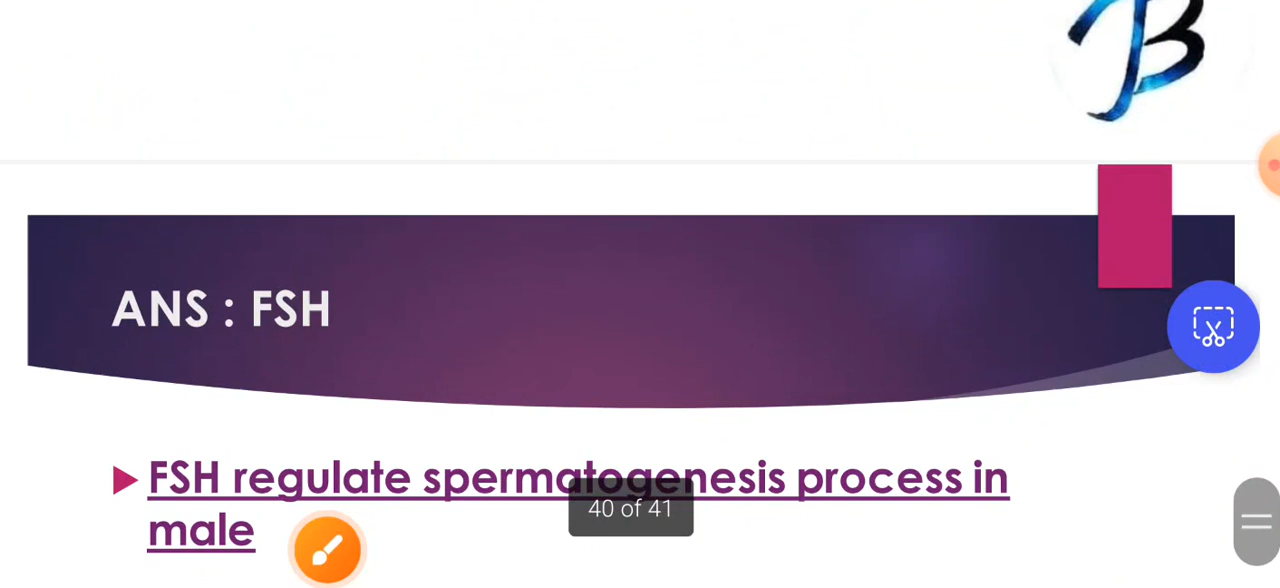 B
ANS : FSH
FSH regulate spermatogenesis process in
male
40 of 41